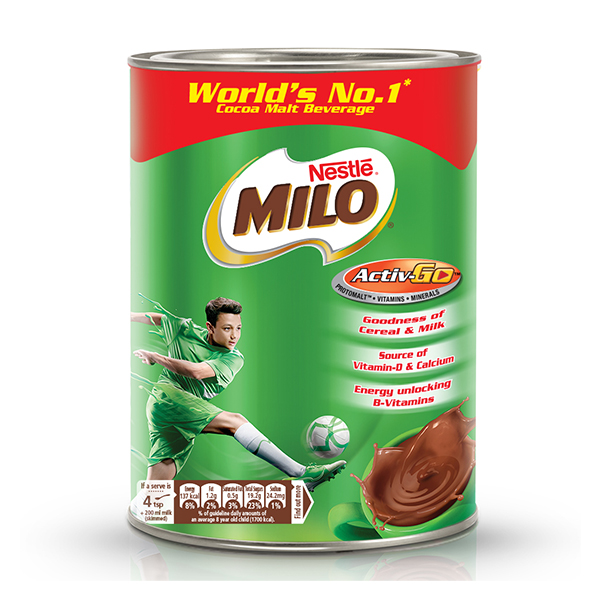 World's No.1*
Cocoa Malt Beverage
Nestlé®
MILO®
Activ-GO™
PROTOMALT™ • VITAMINS • MINERALS
Goodness of
Cereal & Milk
Source of
Vitamin-D & Calcium
Energy unlocking
B-Vitamins
If a serve is
4 tsp
+ 200 ml milk
(skimmed)
Energy
137 kcal
8%
Fat
1.2g
2%
Saturated Fat
0.5g
3%
Total Sugars
19.2g
23%
Sodium
24.2mg
1%
% of guideline daily amounts of
an average 8 year old child (1700 kcal).
Find out more